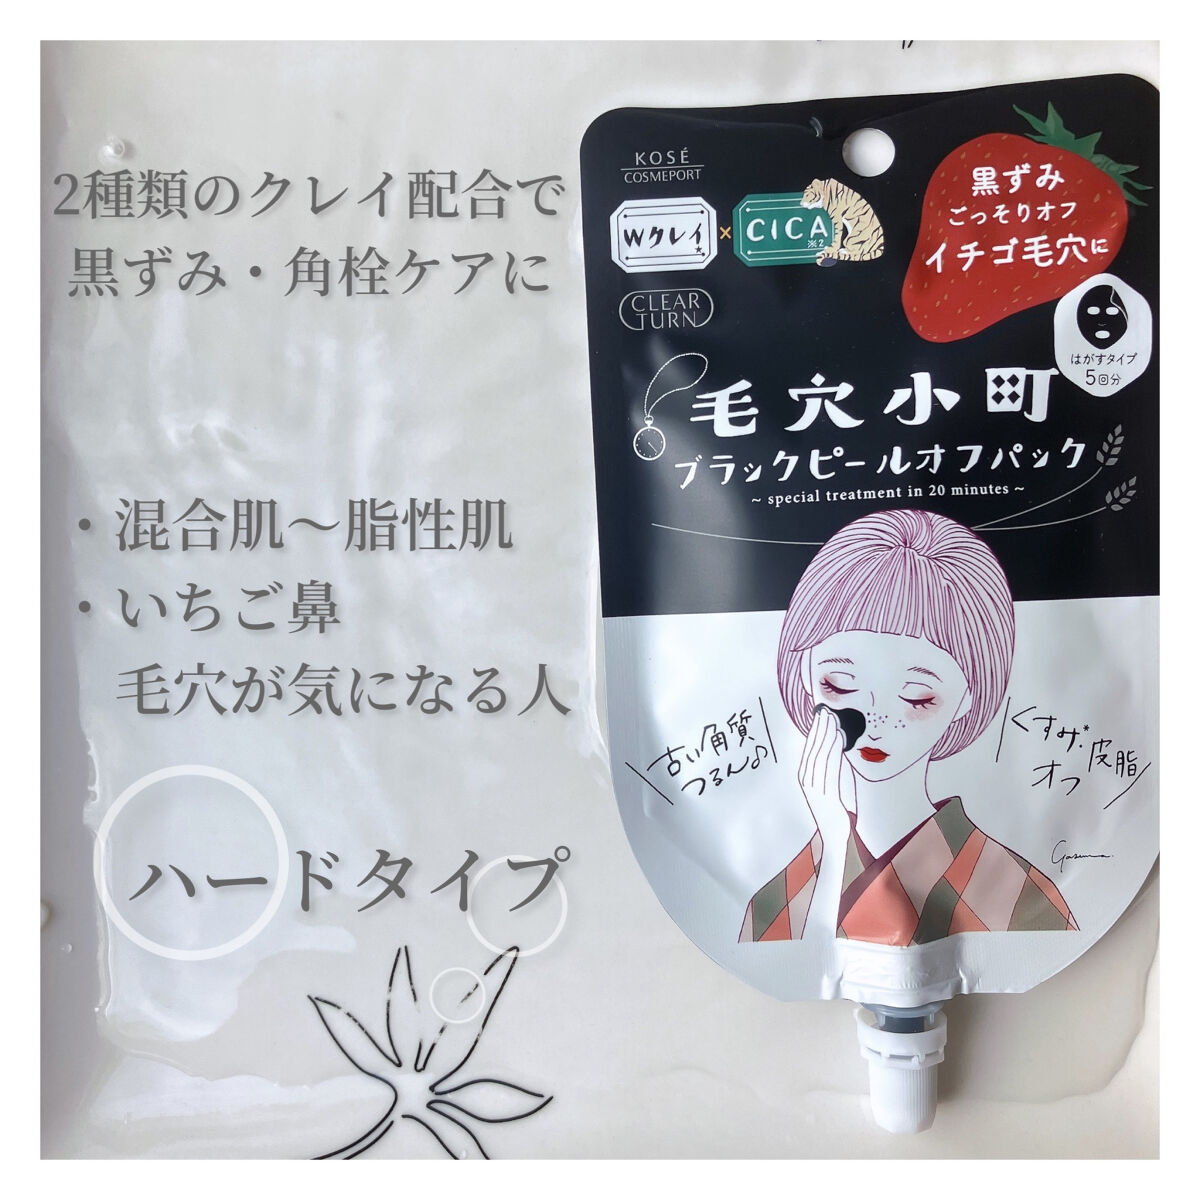 2種類のクレイ配合で
黒ずみ・角栓ケアに
・混合肌〜脂性肌
・いちご鼻
毛穴が気になる人
ハードタイプ
KOSÉ
COSMEPORT
Wクレイ × CICA
※2
CLEAR
TURN
黒ずみ
ごっそりオフ
イチゴ毛穴に
はがすタイプ
5回分
毛穴小町
ブラックピールオフパック
~ special treatment in 20 minutes ~
古い角質
つるん♪
くすみ*・皮脂
オフ